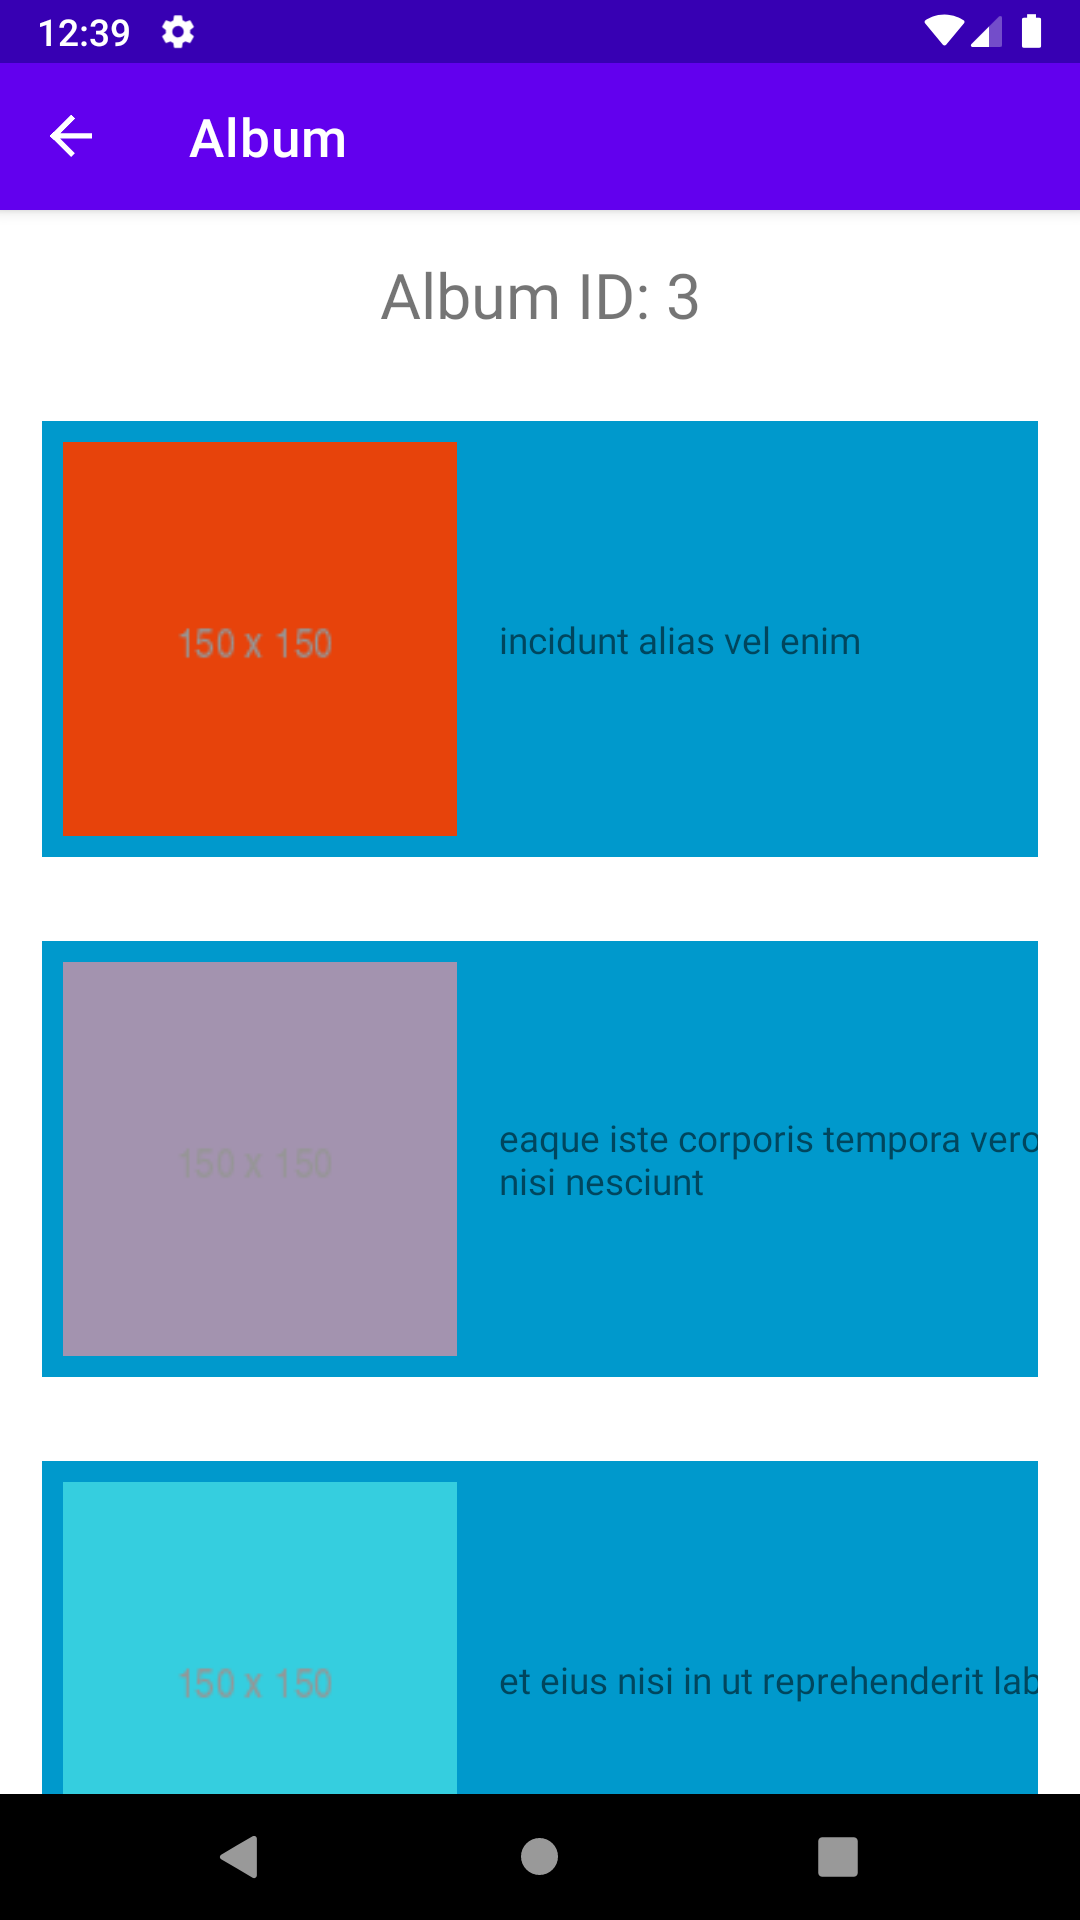 12:39
Album
Album ID: 3
150 x 150
incidunt alias vel enim
150 x 150
eaque iste corporis tempora vero
nisi nesciunt
150 x 150
et eius nisi in ut reprehenderit lab